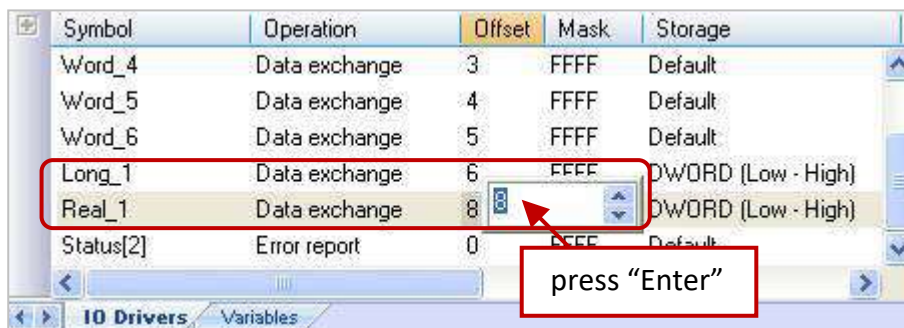 Symbol Operation Offset Mask Storage
Word_4 Data exchange 3 FFFF Default
Word_5 Data exchange 4 FFFF Default
Word_6 Data exchange 5 FFFF Default
Long_1 Data exchange 6 FFFF DWORD (Low - High)
Real_1 Data exchange 8 8 DWORD (Low - High)
Status[2] Error report 0 FFFF Default
press “Enter”
IO Drivers Variables